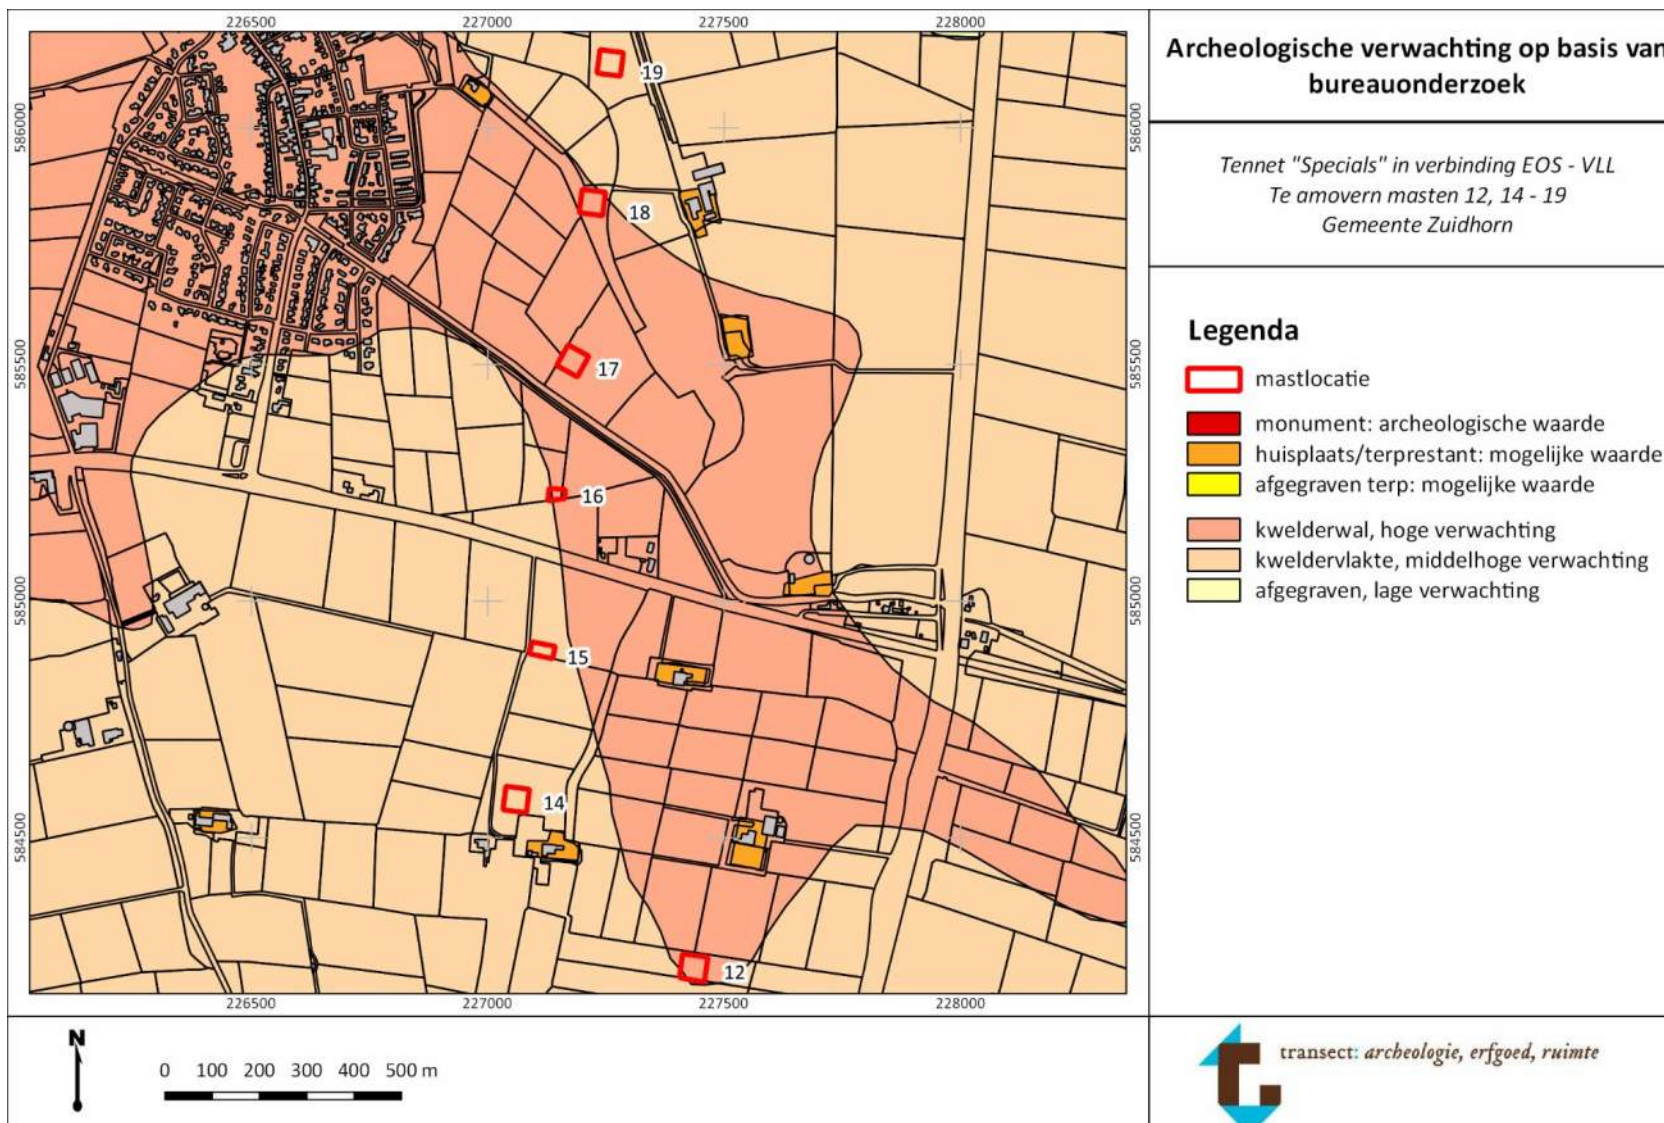 226500 227000 227500 228000
586000
585500
585000
584500
586000
585500
585000
584500
19
18
17
16
15
14
12
226500 227000 227500 228000
N
0 100 200 300 400 500 m
Archeologische verwachting op basis van
bureauonderzoek
Tennet "Specials" in verbinding EOS - VLL
Te amovern masten 12, 14 - 19
Gemeente Zuidhorn
Legenda
mastlocatie
monument: archeologische waarde
huisplaats/terprestant: mogelijke waarde
afgegraven terp: mogelijke waarde
kwelderwal, hoge verwachting
kweldervlakte, middelhoge verwachting
afgegraven, lage verwachting
transect: archeologie, erfgoed, ruimte